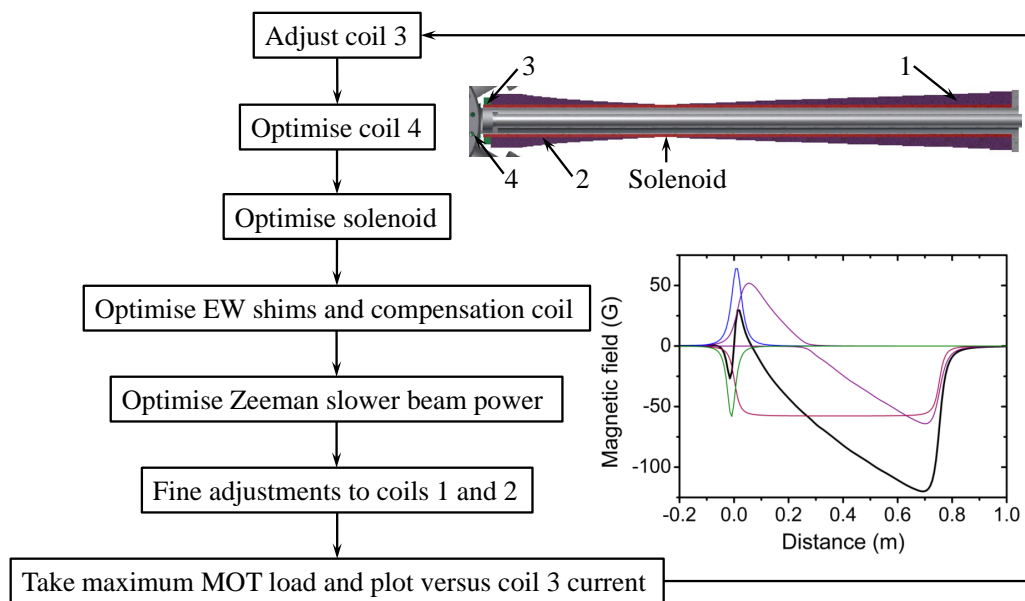 Adjust coil 3
Optimise coil 4
Optimise solenoid
Optimise EW shims and compensation coil
Optimise Zeeman slower beam power
Fine adjustments to coils 1 and 2
Take maximum MOT load and plot versus coil 3 current
3
1
4
2
Solenoid
Magnetic field (G)
50
0
-50
-100
-0.2 0.0 0.2 0.4 0.6 0.8 1.0
Distance (m)